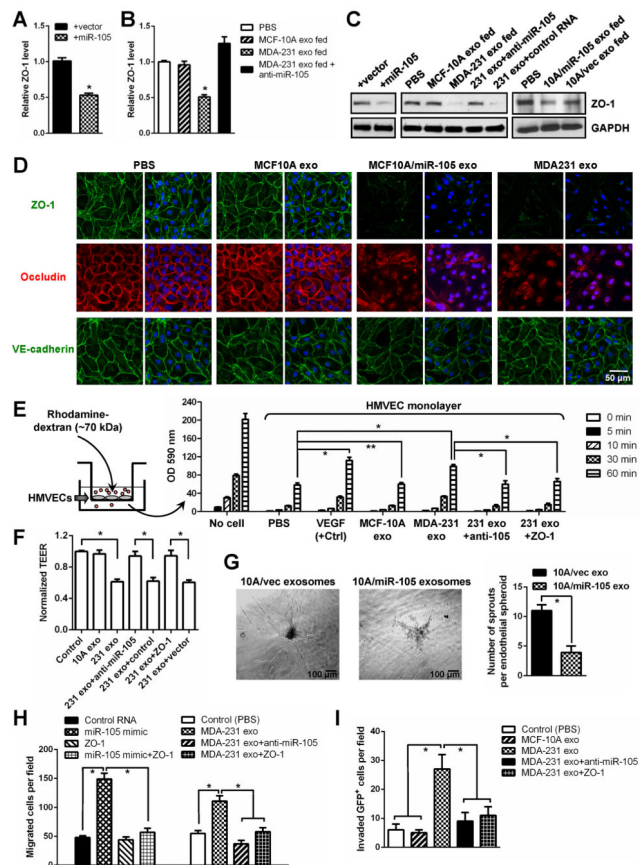 A
+vector
+miR-105
Relative ZO-1 level
1.5
1.0
0.5
0.0
*
B
PBS
MCF-10A exo fed
MDA-231 exo fed
MDA-231 exo fed +
anti-miR-105
Relative ZO-1 level
1.5
1.0
0.5
0.0
*
C
+vector
+miR-105
PBS
MCF-10A exo fed
MDA-231 exo fed
231 exo+anti-miR-105
231 exo+control RNA
PBS
10A/miR-105 exo fed
10A/vec exo fed
ZO-1
GAPDH
D
PBS
MCF10A exo
MCF10A/miR-105 exo
MDA231 exo
ZO-1
Occludin
VE-cadherin
50 µm
E
Rhodamine-
dextran (~70 kDa)
HMVECs
OD 590 nm
240
200
160
120
80
40
0
HMVEC monolayer
*
*
**
*
*
0 min
5 min
10 min
30 min
60 min
No cell
PBS
VEGF
(+Ctrl)
MCF-10A
exo
MDA-231
exo
231 exo
+anti-105
231 exo
+ZO-1
F
Normalized TEER
1.2
0.9
0.6
0.3
0.0
*
*
*
Control
10A exo
231 exo
231 exo+anti-miR-105
231 exo+control
231 exo+ZO-1
231 exo+vector
G
10A/vec exosomes
10A/miR-105 exosomes
100 µm
100 µm
10A/vec exo
10A/miR-105 exo
Number of sprouts
per endothelial spheroid
15
10
5
0
*
H
Control RNA
miR-105 mimic
ZO-1
miR-105 mimic+ZO-1
Control (PBS)
MDA-231 exo
MDA-231 exo+anti-miR-105
MDA-231 exo+ZO-1
Migrated cells per field
200
150
100
50
0
*
*
*
*
I
Control (PBS)
MCF-10A exo
MDA-231 exo
MDA-231 exo+anti-miR-105
MDA-231 exo+ZO-1
Invaded GFP⁺ cells per field
40
30
20
10
0
*
*